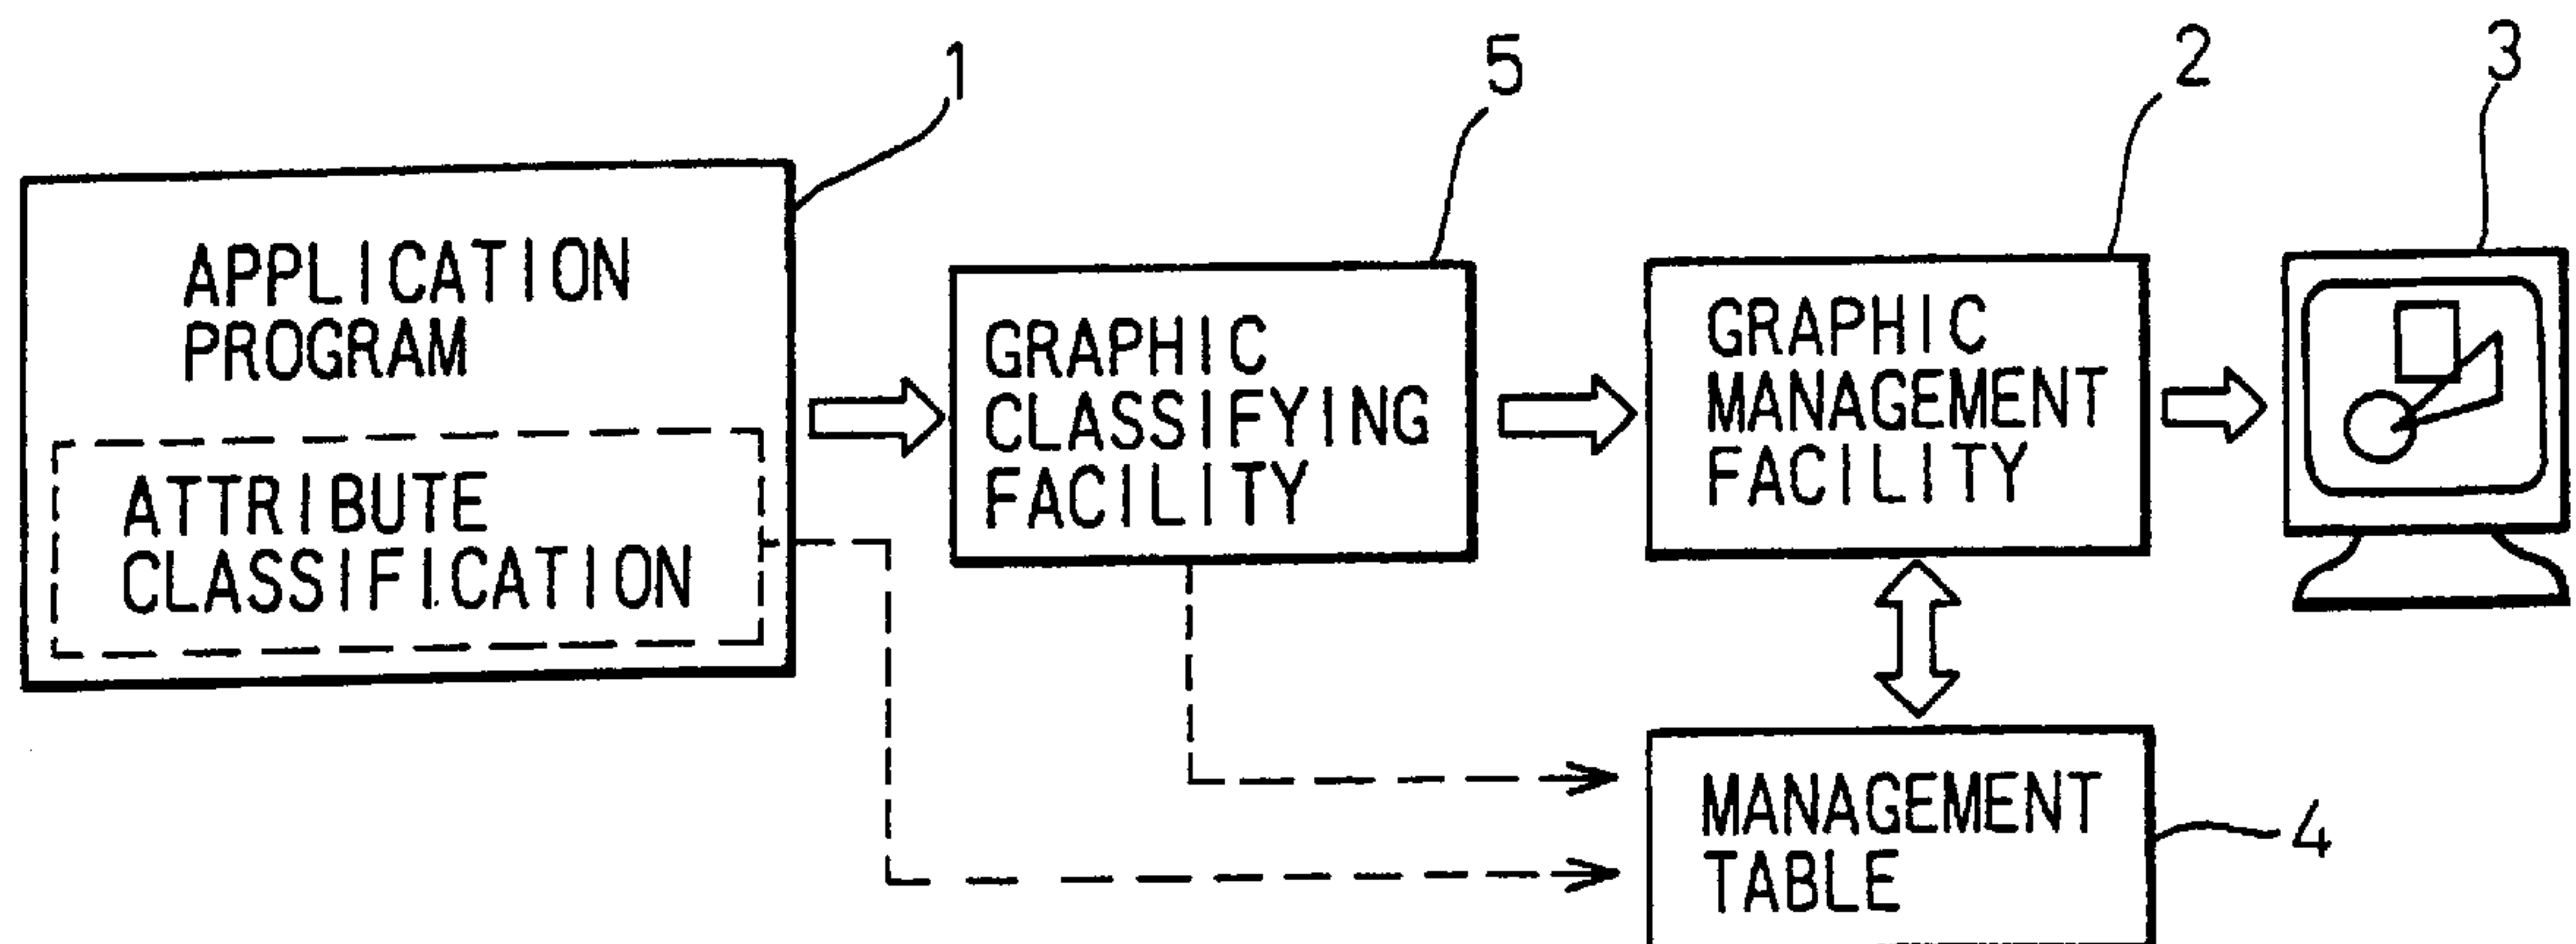 1
5
2
3
APPLICATION
PROGRAM
ATTRIBUTE
CLASSIFICATION
GRAPHIC
CLASSIFYING
FACILITY
GRAPHIC
MANAGEMENT
FACILITY
MANAGEMENT
TABLE
4